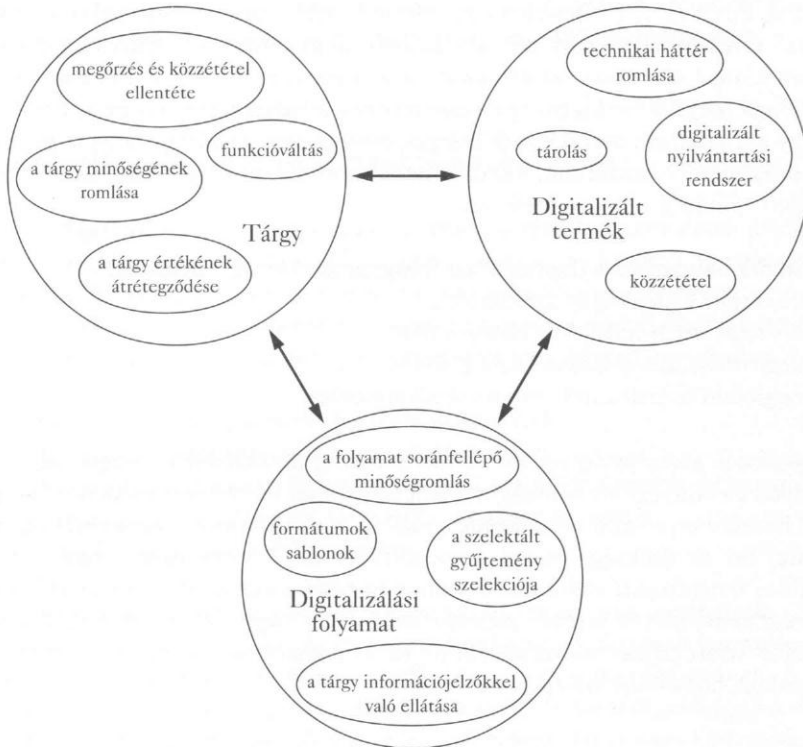 megőrzés és közzététel
ellentéte
funkcióváltás
a tárgy minőségének
romlása
Tárgy
a tárgy értékének
átrétegződése
technikai háttér
romlása
tárolás
digitalizált
nyilvántartási
rendszer
Digitalizált
termék
közzététel
a folyamat soránfellépő
minőségromlás
formátumok
sablonok
a szelektált
gyűjtemény
szelekciója
Digitalizálási
folyamat
a tárgy információjelzőkkel
való ellátása